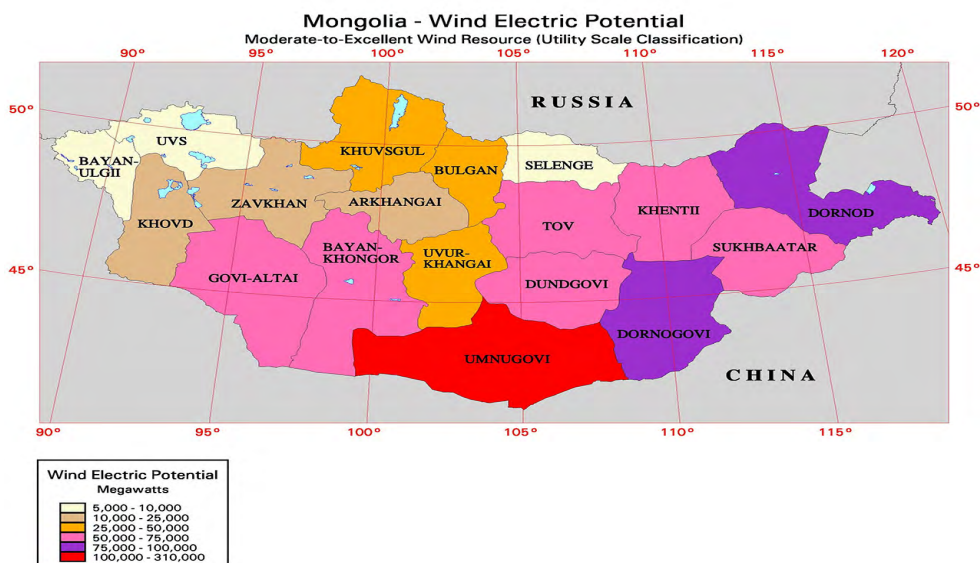 Mongolia - Wind Electric Potential
Moderate-to-Excellent Wind Resource (Utility Scale Classification)
90° 95° 100° 105° 110° 115° 120°
50° 50°
RUSSIA
UVS
BAYAN-
ULGII
KHUVSGUL
BULGAN
SELENGE
KHOVD
ZAVKHAN
ARKHANGAI
TOV
KHENTII
DORNOD
45° 45°
GOVI-ALTAI
BAYAN-
KHONGOR
UVUR-
KHANGAI
DUNDGOVI
SUKHBAATAR
UMNUGOVI
DORNOGOVI
CHINA
90° 95° 100° 105° 110° 115°
Wind Electric Potential
Megawatts
5,000 - 10,000
10,000 - 25,000
25,000 - 50,000
50,000 - 75,000
75,000 - 100,000
100,000 - 310,000